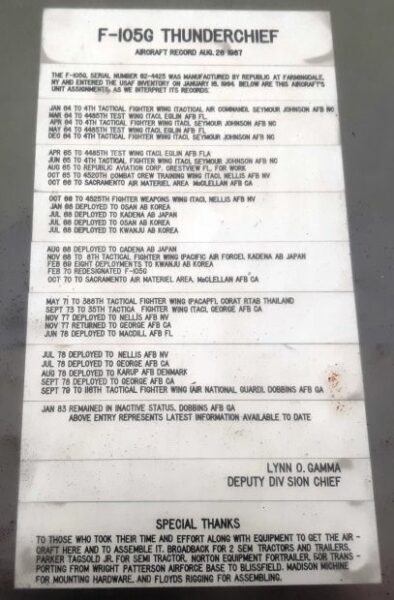 F-105G THUNDERCHIEF
AIRCRAFT RECORD AUG. 26 1987
THE F-105G, SERIAL NUMBER 62-4425 WAS MANUFACTURED BY REPUBLIC AT FARMINGDALE,
NY AND ENTERED THE USAF INVENTORY ON JANUARY 16, 1964. BELOW ARE THIS AIRCRAFT'S
UNIT ASSIGNMENTS, AS WE INTERPRET ITS RECORDS:
JAN 64 TO 4TH TACTICAL FIGHTER WING (TACTICAL AIR COMMAND), SEYMOUR JOHNSON AFB NC
MAR 64 TO 4485TH TEST WING (TAC), EGLIN AFB FL
APR 64 TO 4TH TACTICAL FIGHTER WING (TAC), SEYMOUR JOHNSON AFB NC
MAY 64 TO 4485TH TEST WING (TAC), EGLIN AFB FL
DEC 64 TO 4TH TACTICAL FIGHTER WING (TAC), SEYMOUR JOHNSON AFB NC
APR 65 TO 4485TH TEST WING (TAC), EGLIN AFB FLA
JUN 65 TO 4TH TACTICAL FIGHTER WING (TAC), SEYMOUR JOHNSON AFB NC
AUG 65 TO REPUBLIC AVIATION CORP, CRESTVIEW FL, FOR WORK
OCT 65 TO 4520TH COMBAT CREW TRAINING WING (TAC), NELLIS AFB NV
OCT 66 TO SACRAMENTO AIR MATERIEL AREA, McCLELLAN AFB CA
OCT 66 TO 4525TH FIGHTER WEAPONS WING (TAC), NELLIS AFB NV
JAN 68 DEPLOYED TO OSAN AB KOREA
JUL 68 DEPLOYED TO KADENA AB JAPAN
JUL 68 DEPLOYED TO OSAN AB KOREA
JUL 68 DEPLOYED TO KWANJU AB KOREA
AUG 68 DEPLOYED TO CADENA AB JAPAN
NOV 68 TO 18TH TACTICAL FIGHTER WING (PACIFIC AIR FORCE), KADENA AB JAPAN
FEB 69 EIGHT DEPLOYMENTS TO KWANJU AB KOREA
FEB 70 REDESIGNATED F-105G
OCT 70 TO SACRAMENTO AIR MATERIEL AREA, McCLELLAN AFB CA
MAY 71 TO 388TH TACTICAL FIGHTER WING (PACAF), CORAT RTAB THAILAND
SEPT 73 TO 35TH TACTICAL FIGHTER WING (TAC), GEORGE AFB CA
NOV 77 DEPLOYED TO NELLIS AFB NV
NOV 77 RETURNED TO GEORGE AFB CA
JUN 78 DEPLOYED TO MACDILL AFB FL
JUL 78 DEPLOYED TO NELLIS AFB NV
JUL 78 DEPLOYED TO GEORGE AFB CA
AUG 78 DEPLOYED TO KARUP AFB DENMARK
SEPT 78 DEPLOYED TO GEORGE AFB CA
SEPT 79 TO 116TH TACTICAL FIGHTER WING (AIR NATIONAL GUARD), DOBBINS AFB GA
JAN 83 REMAINED IN INACTIVE STATUS, DOBBINS AFB GA
ABOVE ENTRY REPRESENTS LATEST INFORMATION AVAILABLE TO DATE
LYNN O. GAMMA
DEPUTY DIVISION CHIEF
SPECIAL THANKS
TO THOSE WHO TOOK THEIR TIME AND EFFORT ALONG WITH EQUIPMENT TO GET THE AIR-
CRAFT HERE AND TO ASSEMBLE IT. BROADBACK FOR 2 SEMI TRACTORS AND TRAILERS,
PARKER TAGSOLD JR. FOR SEMI TRACTOR, NORTON EQUIPMENT FORTRAILER, FOR TRANS-
PORTING FROM WRIGHT PATTERSON AIRFORCE BASE TO BLISSFIELD. MADISON MICHINE
FOR MOUNTING HARDWARE, AND FLOYDS RIGGING FOR ASSEMBLING.